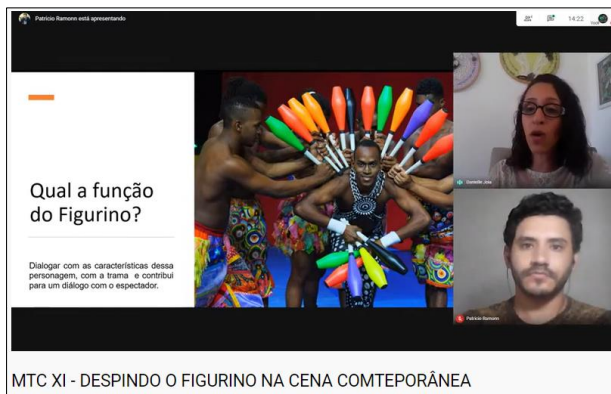 Patricio Ramonn está apresentando
14:22
Qual a função
do Figurino?
Dialogar com as características dessa
personagem, com a trama e contribui
para um diálogo com o espectador.
Patricio Ramonn
MTC XI - DESPINDO O FIGURINO NA CENA COMTEPORÂNEA